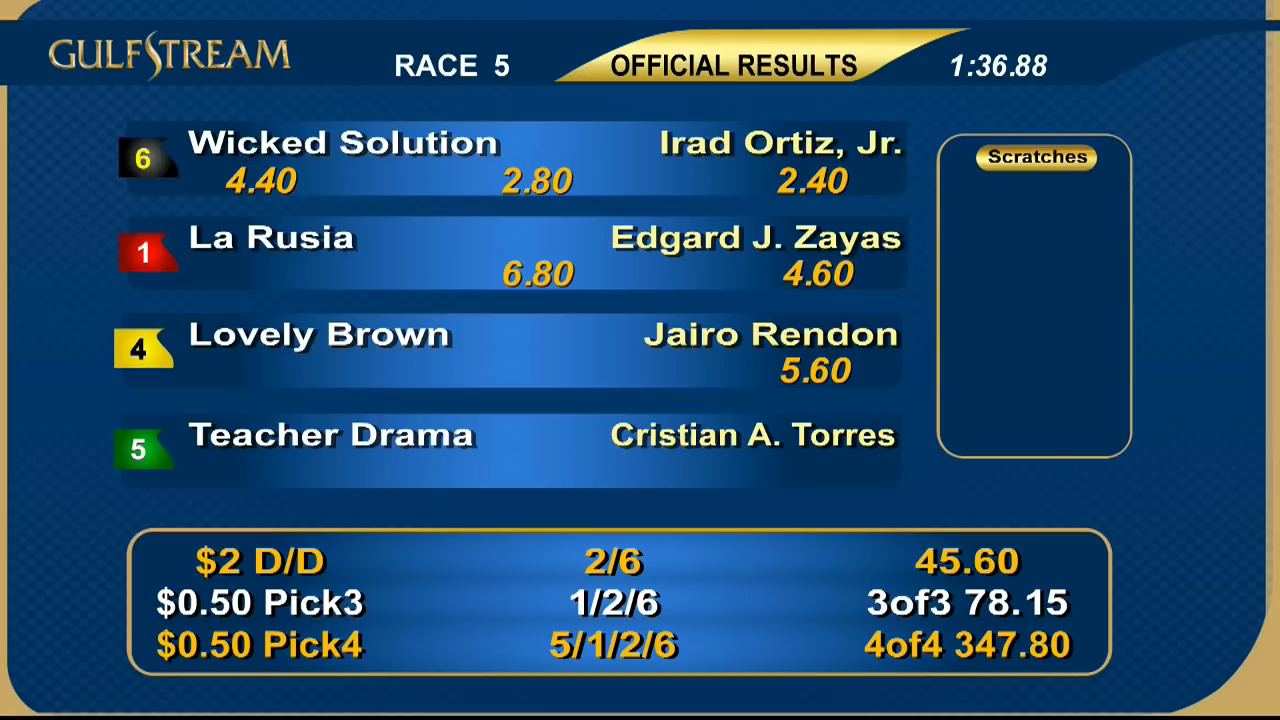 GULFSTREAM RACE 5 OFFICIAL RESULTS 1:36.88
6 Wicked Solution Irad Ortiz, Jr.
4.40 2.80 2.40
Scratches
1 La Rusia Edgard J. Zayas
6.80 4.60
4 Lovely Brown Jairo Rendon
5.60
5 Teacher Drama Cristian A. Torres
$2 D/D 2/6 45.60
$0.50 Pick3 1/2/6 3of3 78.15
$0.50 Pick4 5/1/2/6 4of4 347.80